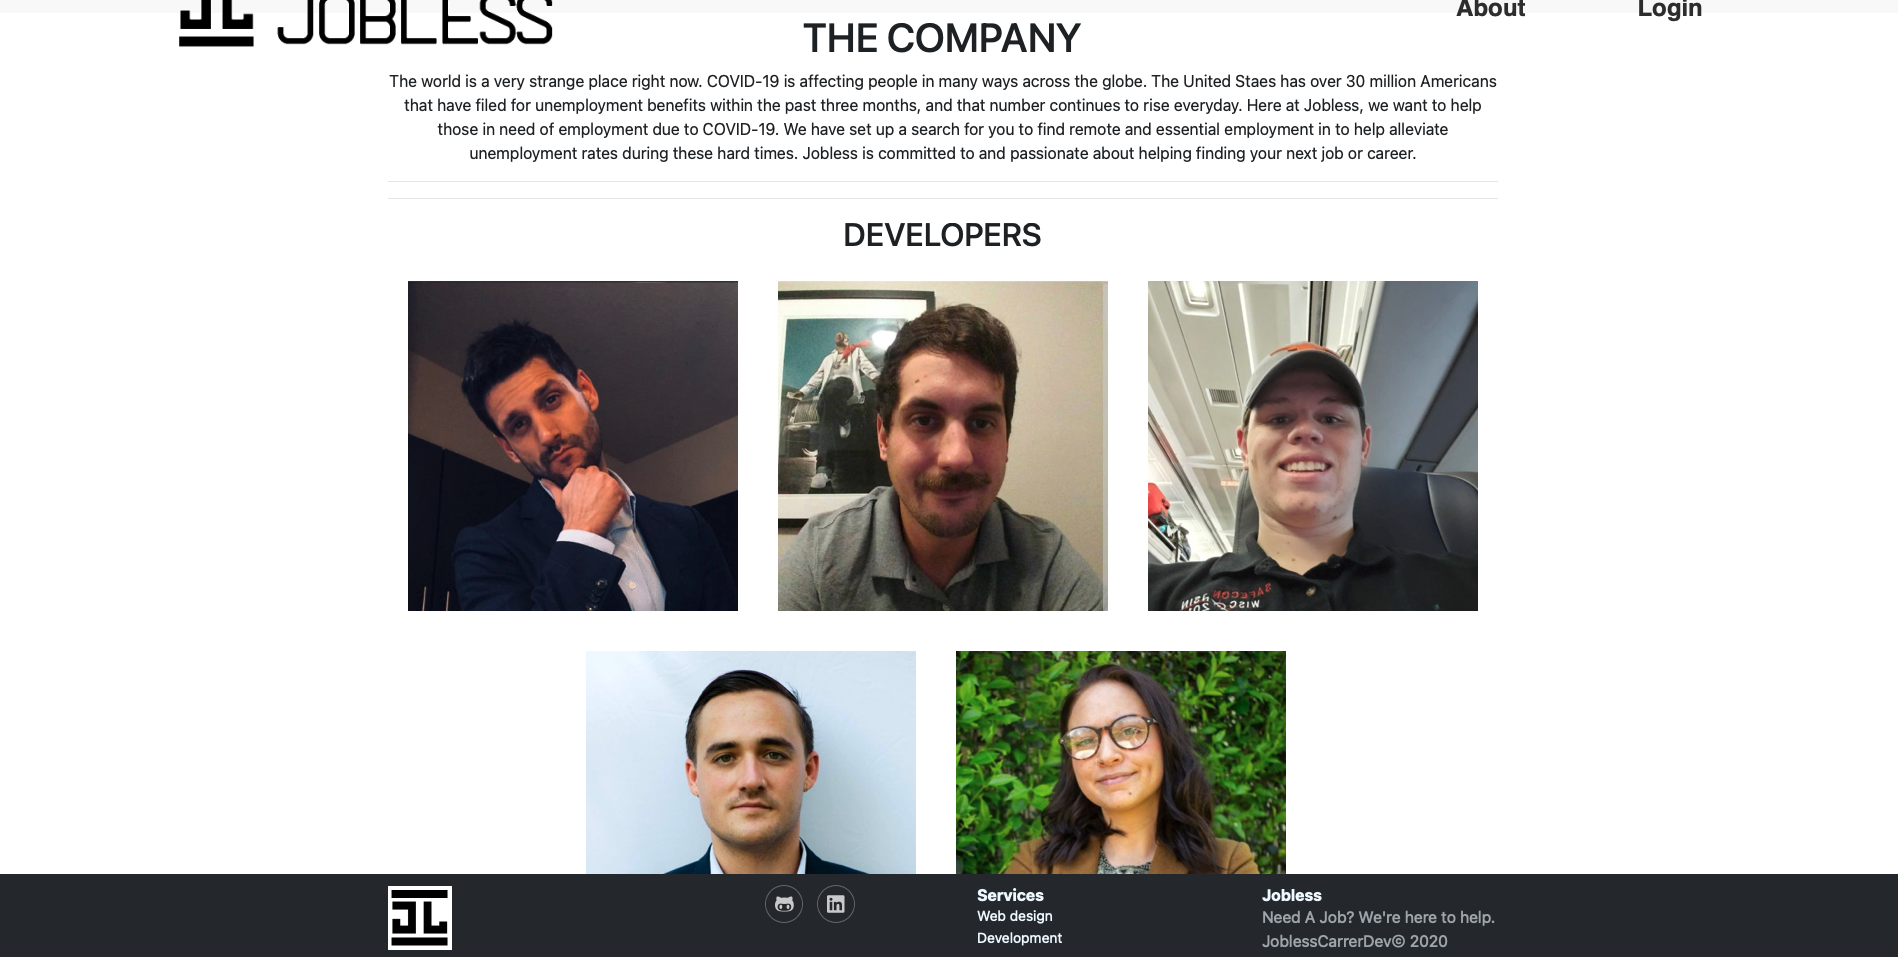 JOBLESS
About
Login
THE COMPANY
The world is a very strange place right now. COVID-19 is affecting people in many ways across the globe. The United Staes has over 30 million Americans
that have filed for unemployment benefits within the past three months, and that number continues to rise everyday. Here at Jobless, we want to help
those in need of employment due to COVID-19. We have set up a search for you to find remote and essential employment in to help alleviate
unemployment rates during these hard times. Jobless is committed to and passionate about helping finding your next job or career.
DEVELOPERS
SAFECON
WISC
JL
in
Services
Web design
Development
Jobless
Need A Job? We're here to help.
JoblessCarrerDev© 2020